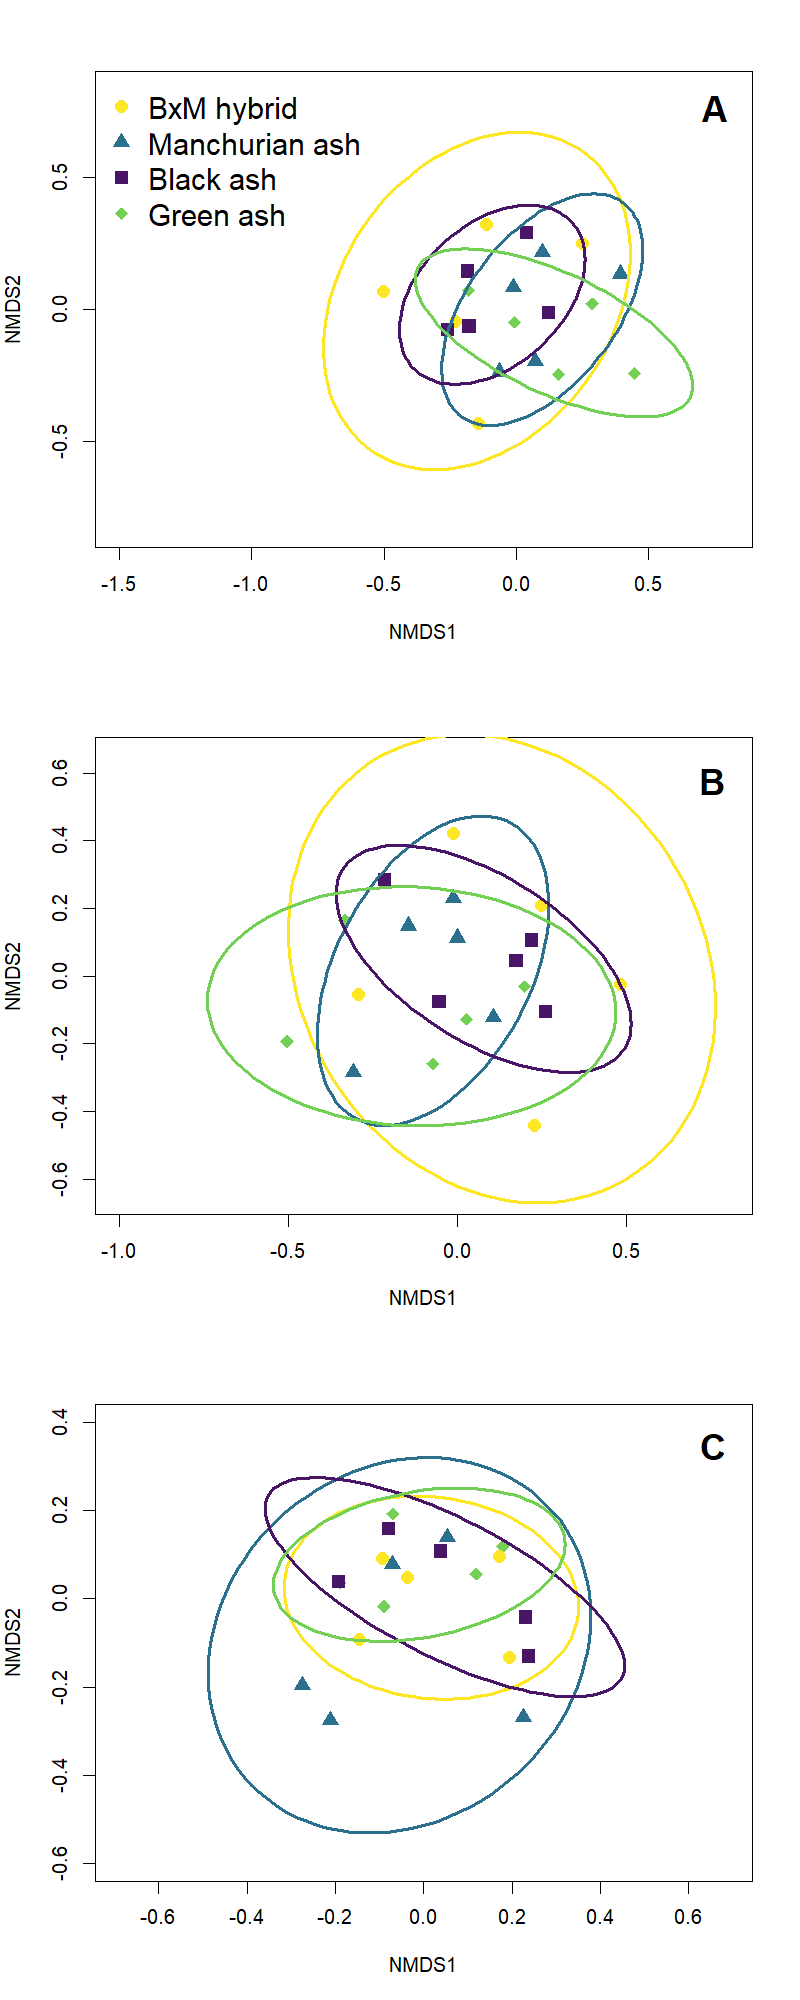 A
BxM hybrid
Manchurian ash
Black ash
Green ash
0.5
0.0
-0.5
NMDS2
-1.5 -1.0 -0.5 0.0 0.5
NMDS1
B
0.6
0.4
0.2
0.0
-0.2
-0.4
-0.6
NMDS2
-1.0 -0.5 0.0 0.5
NMDS1
C
0.4
0.2
0.0
-0.2
-0.4
-0.6
NMDS2
-0.6 -0.4 -0.2 0.0 0.2 0.4 0.6
NMDS1